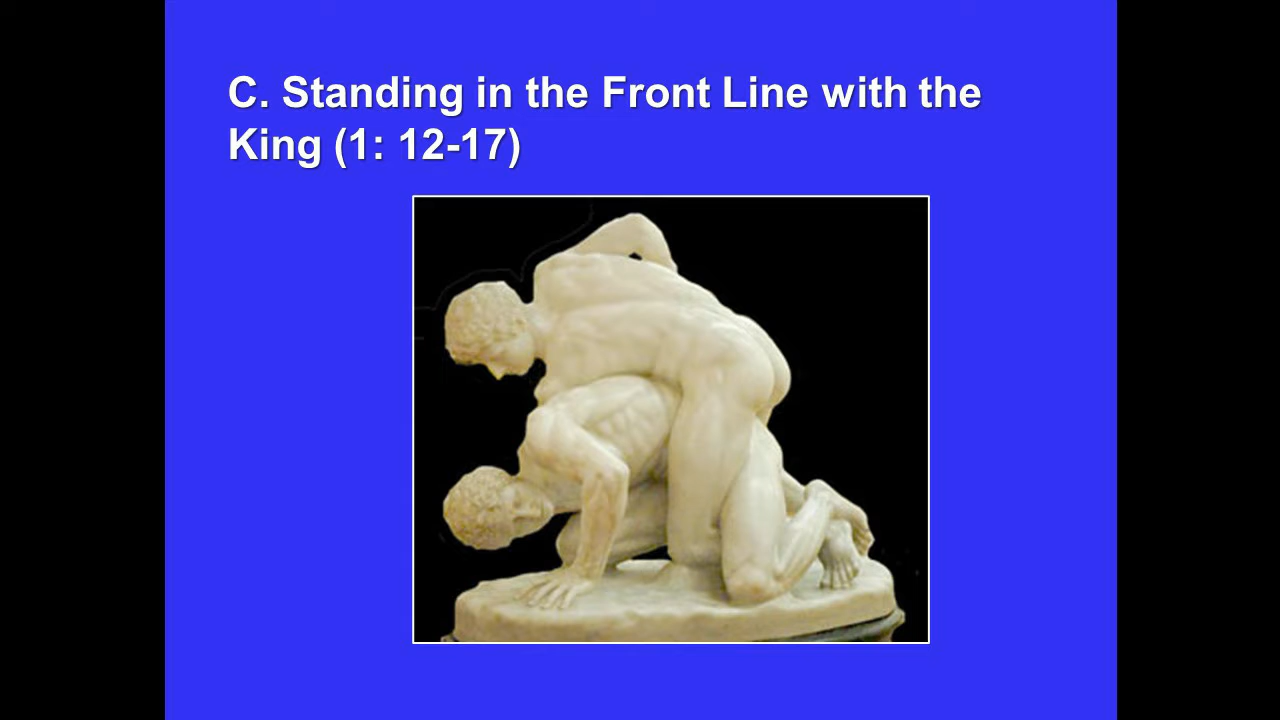 C. Standing in the Front Line with the
King (1: 12-17)